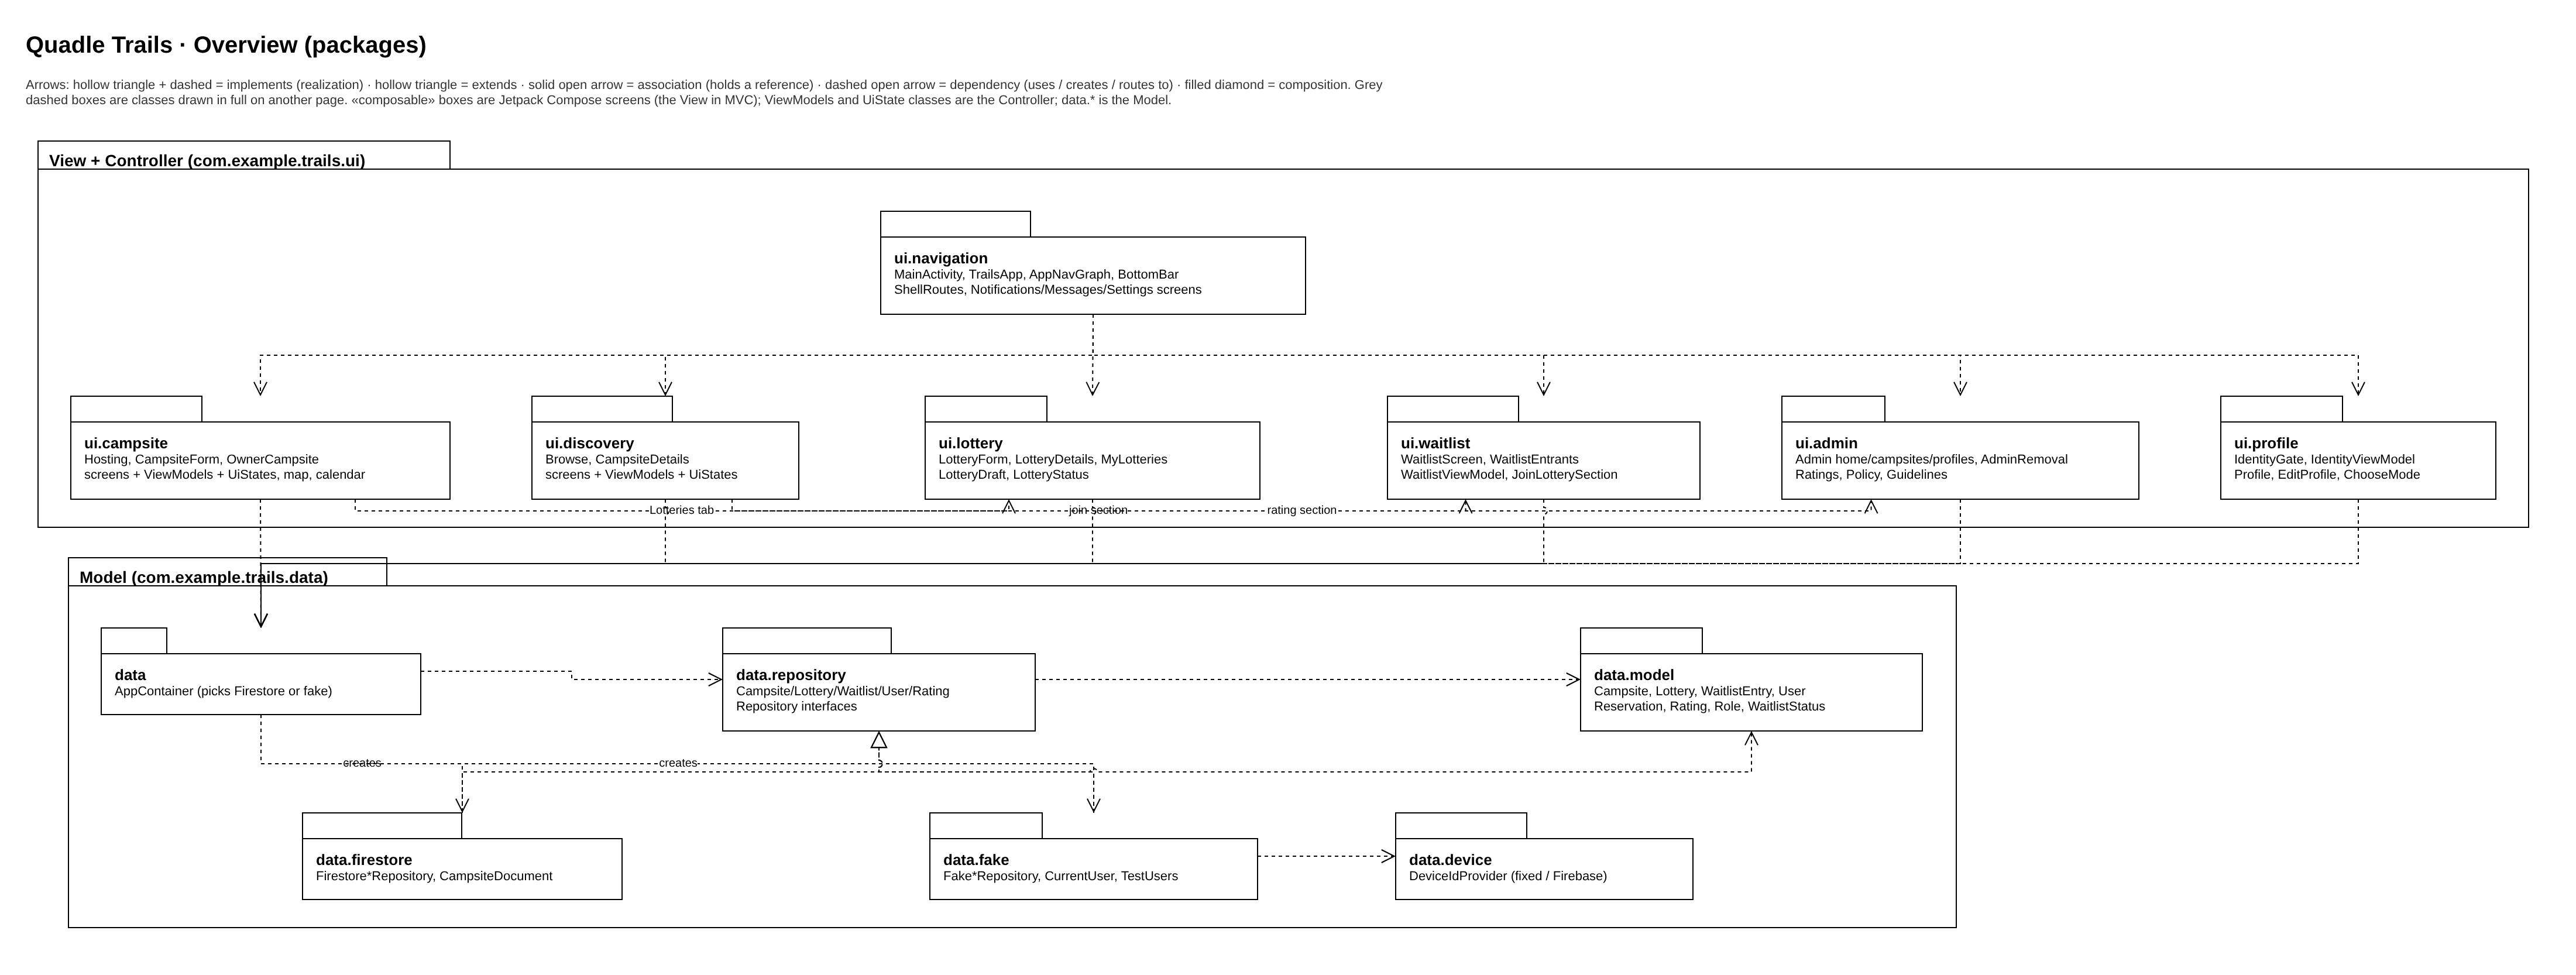 Quadle Trails · Overview (packages)
Arrows: hollow triangle + dashed = implements (realization) · hollow triangle = extends · solid open arrow = association (holds a reference) · dashed open arrow = dependency (uses / creates / routes to) · filled diamond = composition. Grey
dashed boxes are classes drawn in full on another page. «composable» boxes are Jetpack Compose screens (the View in MVC); ViewModels and UiState classes are the Controller; data.* is the Model.
View + Controller (com.example.trails.ui)
ui.navigation
MainActivity, TrailsApp, AppNavGraph, BottomBar
ShellRoutes, Notifications/Messages/Settings screens
ui.campsite
Hosting, CampsiteForm, OwnerCampsite
screens + ViewModels + UiStates, map, calendar
ui.discovery
Browse, CampsiteDetails
screens + ViewModels + UiStates
ui.lottery
LotteryForm, LotteryDetails, MyLotteries
LotteryDraft, LotteryStatus
ui.waitlist
WaitlistScreen, WaitlistEntrants
WaitlistViewModel, JoinLotterySection
ui.admin
Admin home/campsites/profiles, AdminRemoval
Ratings, Policy, Guidelines
ui.profile
IdentityGate, IdentityViewModel
Profile, EditProfile, ChooseMode
Lotteries tab
join section
rating section
Model (com.example.trails.data)
data
AppContainer (picks Firestore or fake)
data.repository
Campsite/Lottery/Waitlist/User/Rating
Repository interfaces
data.model
Campsite, Lottery, WaitlistEntry, User
Reservation, Rating, Role, WaitlistStatus
creates
creates
data.firestore
Firestore*Repository, CampsiteDocument
data.fake
Fake*Repository, CurrentUser, TestUsers
data.device
DeviceIdProvider (fixed / Firebase)